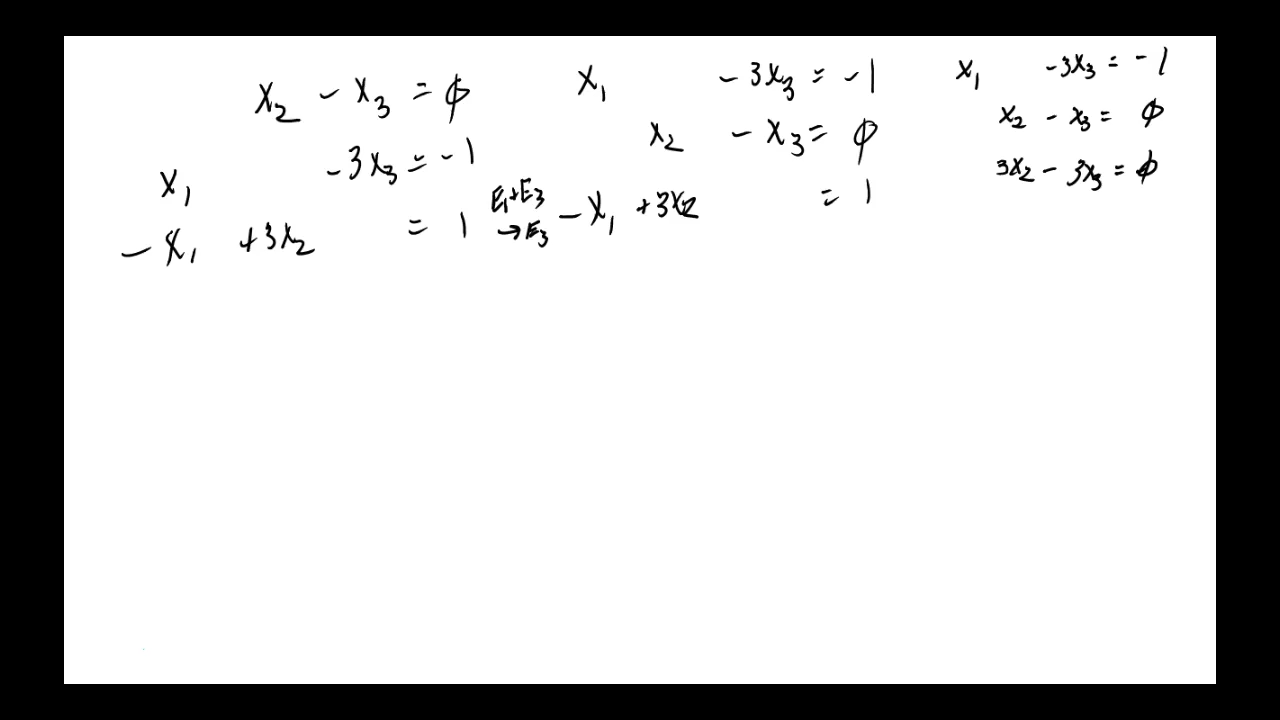 x₂ - x₃ = φ
x₁ -3x₃ = -1
-x₁ +3x₂ = 1
E₁+E₃
→E₃
x₁ -3x₃ = -1
x₂ - x₃ = φ
-x₁ +3x₂ = 1
x₁ -3x₃ = -1
x₂ - x₃ = φ
3x₂ - 3x₃ = φ